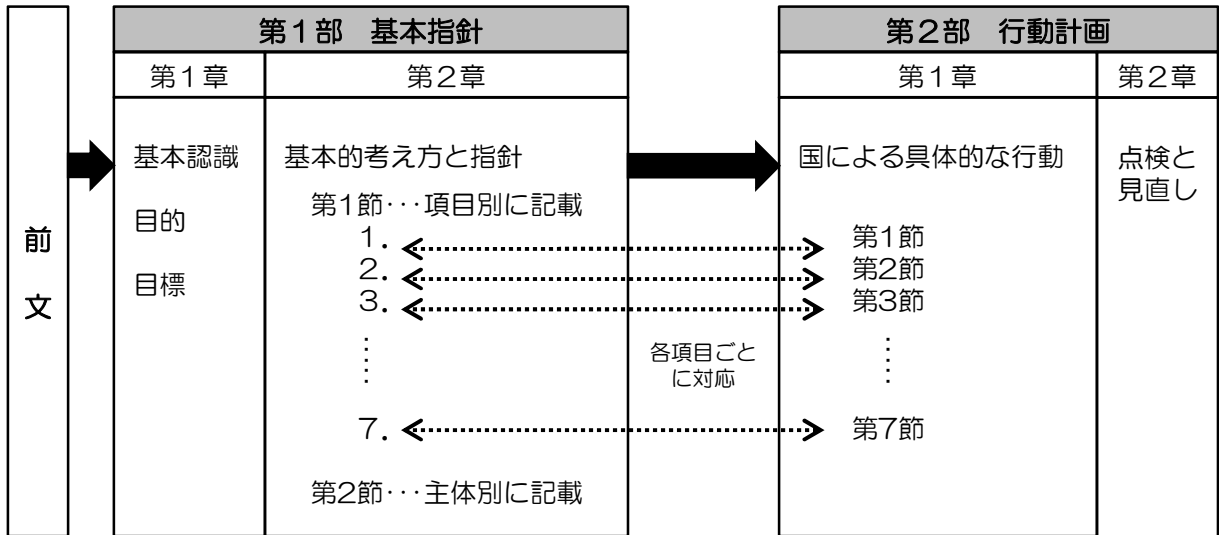 前文
第1部 基本指針
第1章
第2章
基本認識
目的
目標
基本的考え方と指針
第1節･･･項目別に記載
1.
2.
3.
7.
第2節･･･主体別に記載
各項目ごと
に対応
第2部 行動計画
第1章
第2章
国による具体的な行動
第1節
第2節
第3節
第7節
点検と
見直し